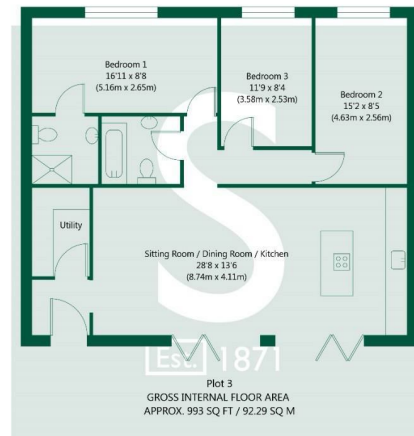 Bedroom 1
16'11 x 8'8
(5.16m x 2.65m)
Bedroom 3
11'9 x 8'4
(3.58m x 2.53m)
Bedroom 2
15'2 x 8'5
(4.63m x 2.56m)
S
Utility
Sitting Room / Dining Room / Kitchen
28'8 x 13'6
(8.74m x 4.11m)
Est. 1871
Plot 3
GROSS INTERNAL FLOOR AREA
APPROX. 993 SQ FT / 92.29 SQ M